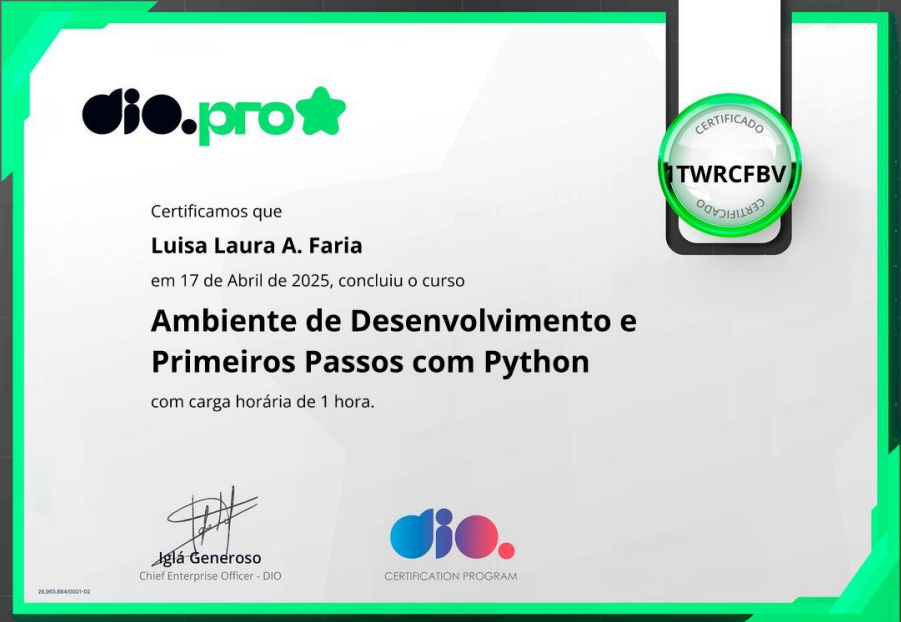 dio.pro
CERTIFICADO
1TWRCFBV
CERTIFICADO
Certificamos que
Luisa Laura A. Faria
em 17 de Abril de 2025, concluiu o curso
Ambiente de Desenvolvimento e
Primeiros Passos com Python
com carga horária de 1 hora.
Iglá Generoso
Chief Enterprise Officer - DIO
dio.
CERTIFICATION PROGRAM
26.965.884/0001-02